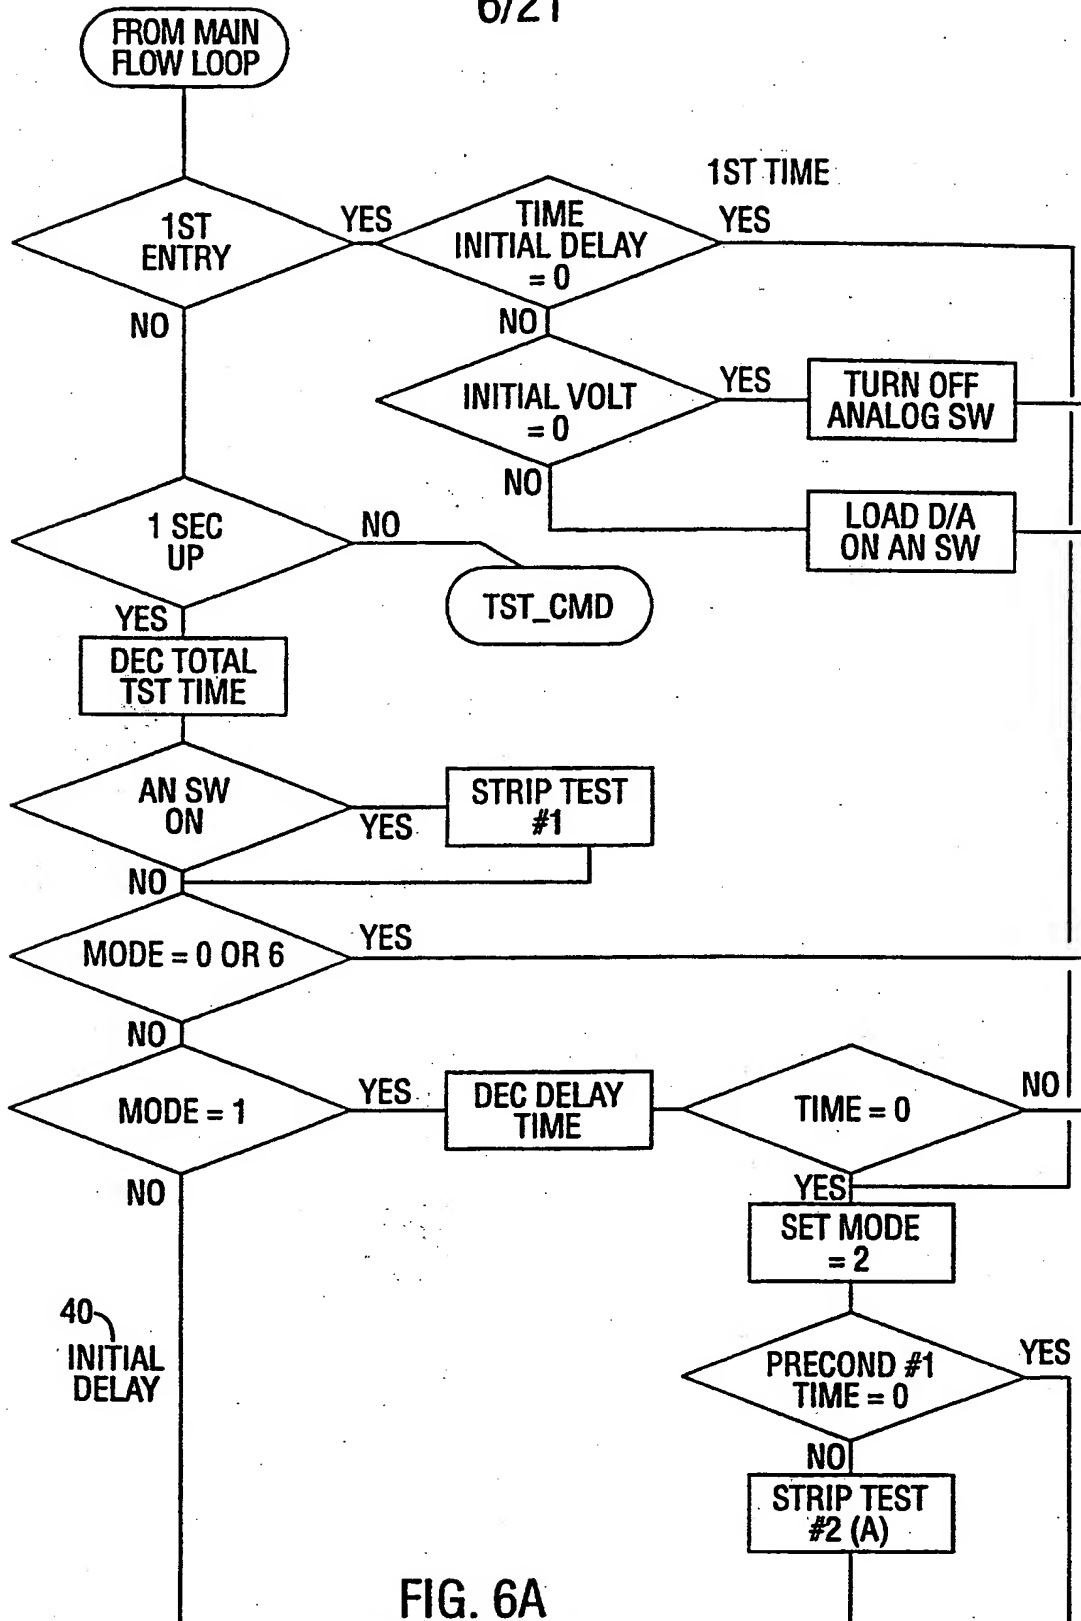 6/21
FROM MAIN
FLOW LOOP
1ST
ENTRY
YES
NO
TIME
INITIAL DELAY
= 0
1ST TIME
YES
NO
INITIAL VOLT
= 0
YES
TURN OFF
ANALOG SW
NO
LOAD D/A
ON AN SW
1 SEC
UP
NO
TST_CMD
YES
DEC TOTAL
TST TIME
AN SW
ON
YES
STRIP TEST
#1
NO
MODE = 0 OR 6
YES
NO
MODE = 1
YES
DEC DELAY
TIME
TIME = 0
NO
YES
NO
SET MODE
= 2
40
INITIAL
DELAY
PRECOND #1
TIME = 0
YES
NO
STRIP TEST
#2 (A)
FIG. 6A